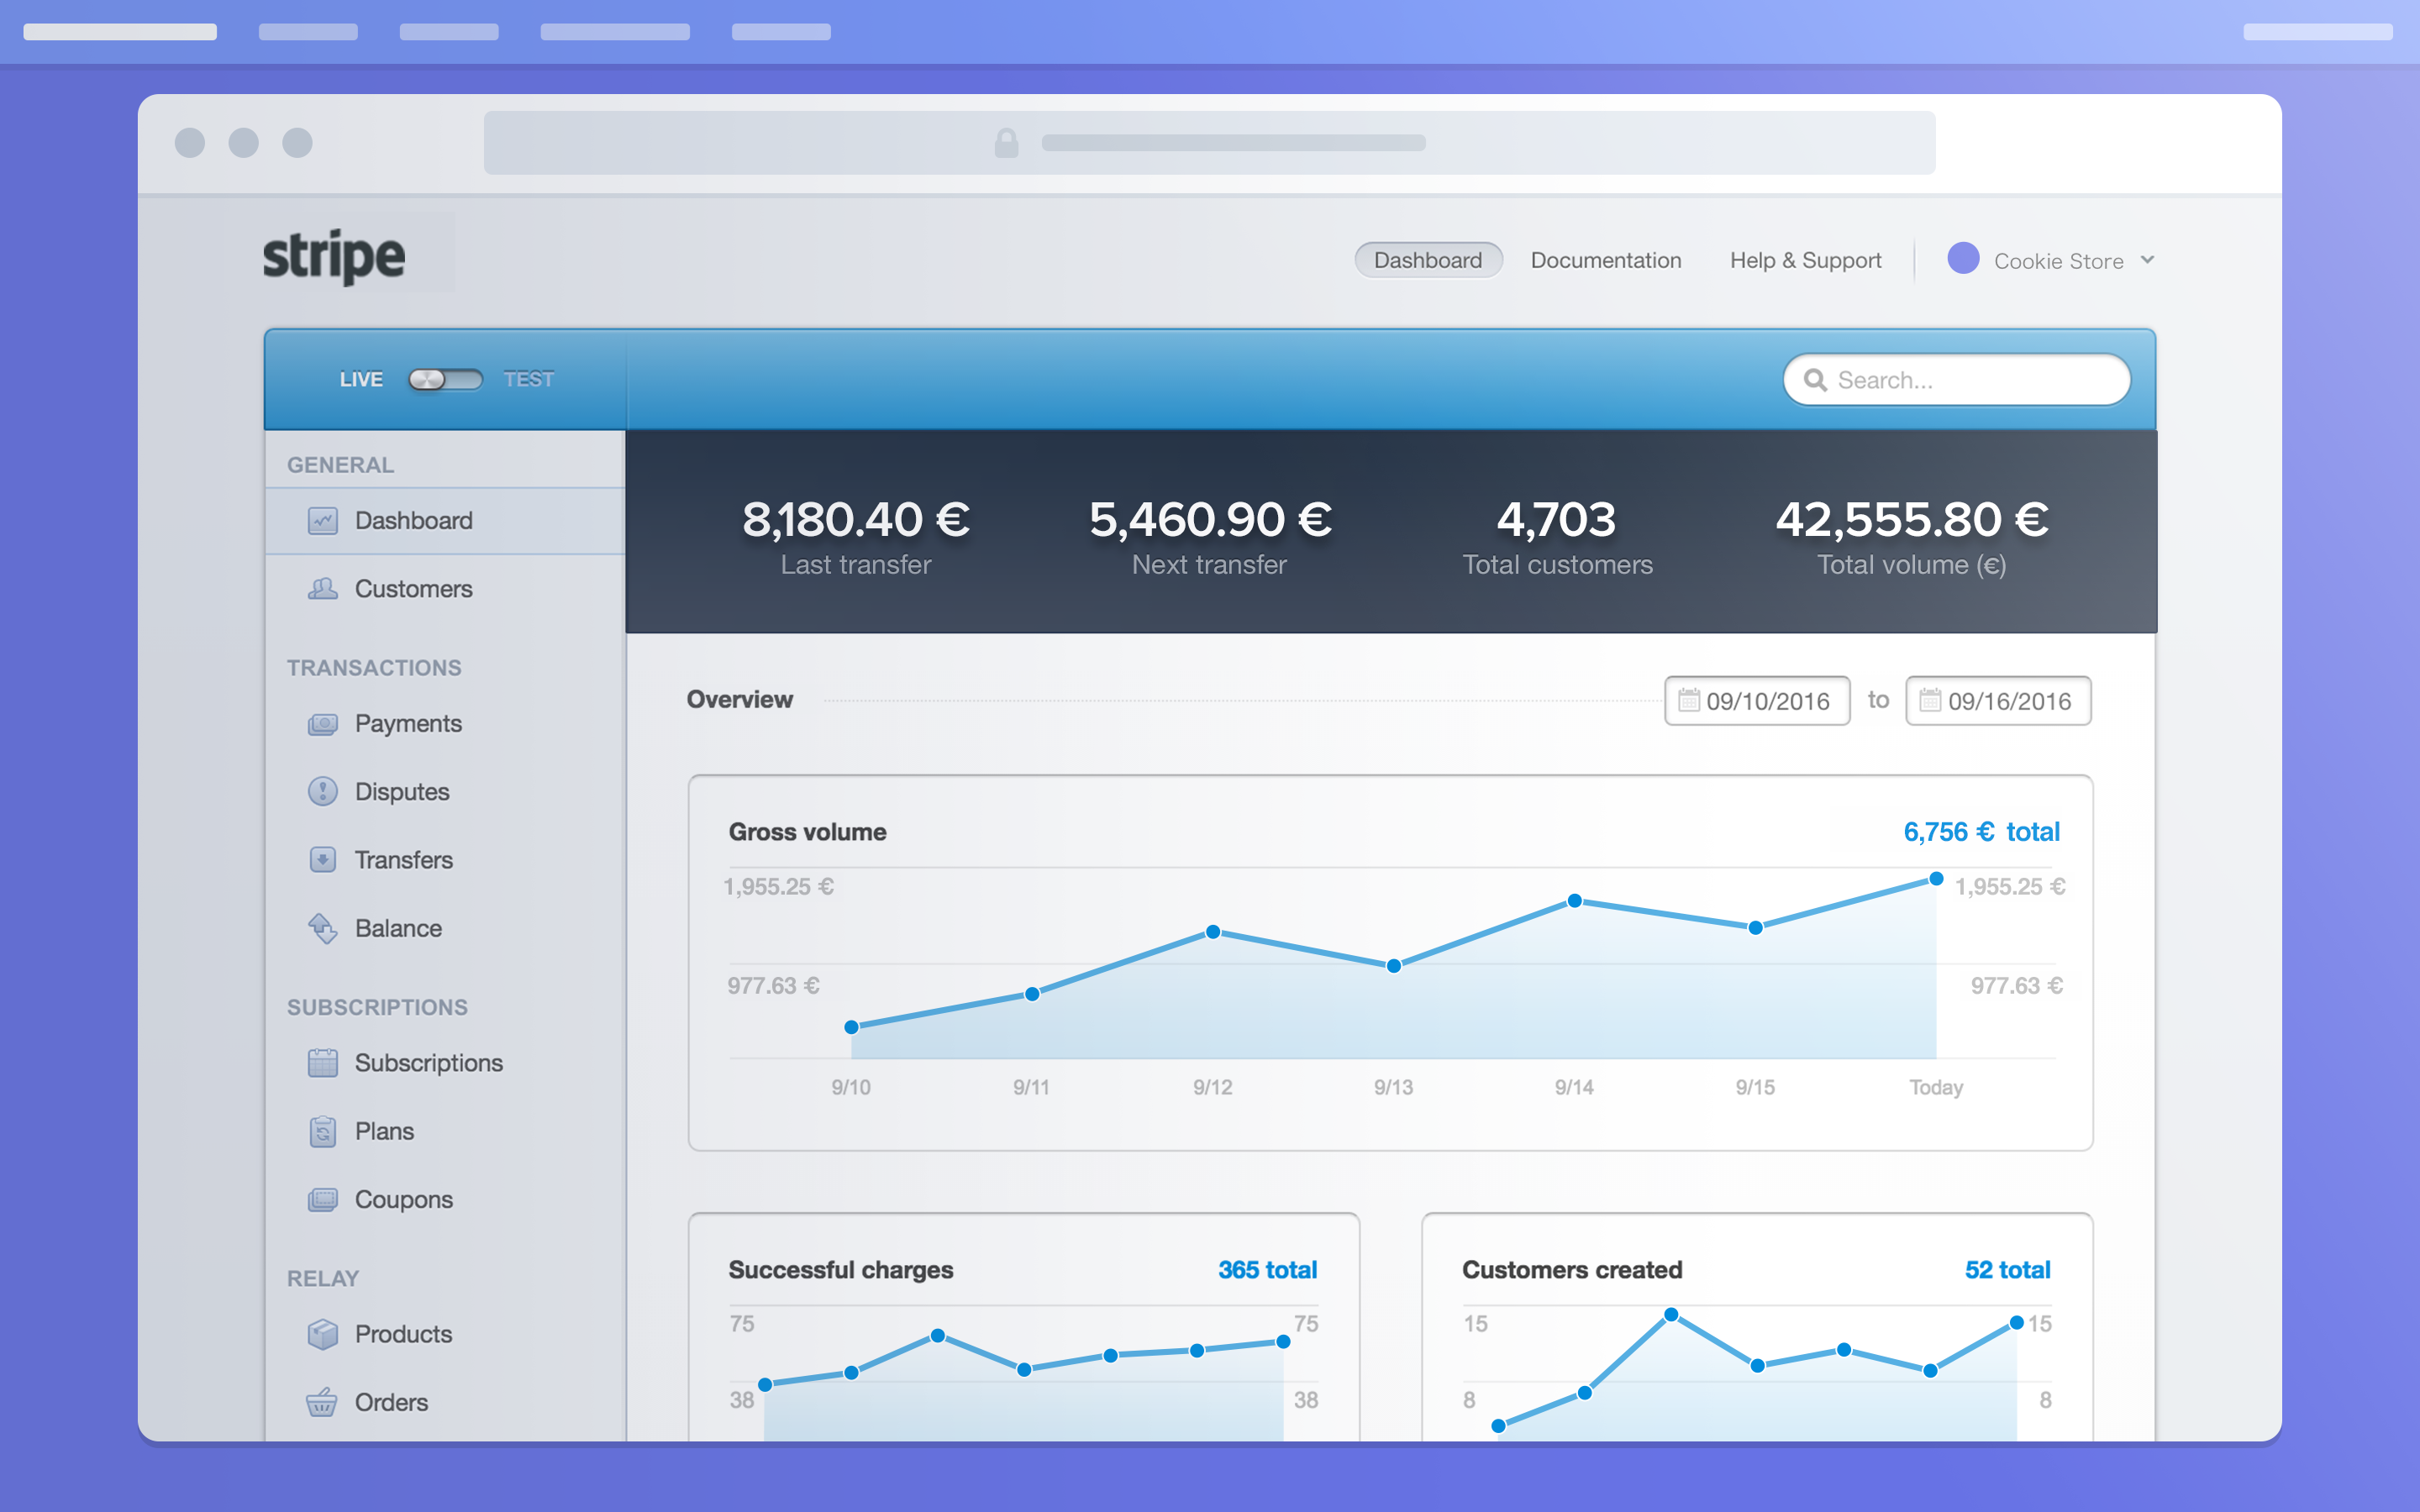 stripe
Dashboard Documentation Help & Support Cookie Store
LIVE TEST
Search...
GENERAL
Dashboard
Customers
TRANSACTIONS
Payments
Disputes
Transfers
Balance
SUBSCRIPTIONS
Subscriptions
Plans
Coupons
RELAY
Products
Orders
8,180.40 € 5,460.90 € 4,703 42,555.80 €
Last transfer Next transfer Total customers Total volume (€)
Overview 09/10/2016 to 09/16/2016
Gross volume 6,756 € total
1,955.25 € 1,955.25 €
977.63 € 977.63 €
9/10 9/11 9/12 9/13 9/14 9/15 Today
Successful charges 365 total
75 75
38 38
Customers created 52 total
15 15
8 8